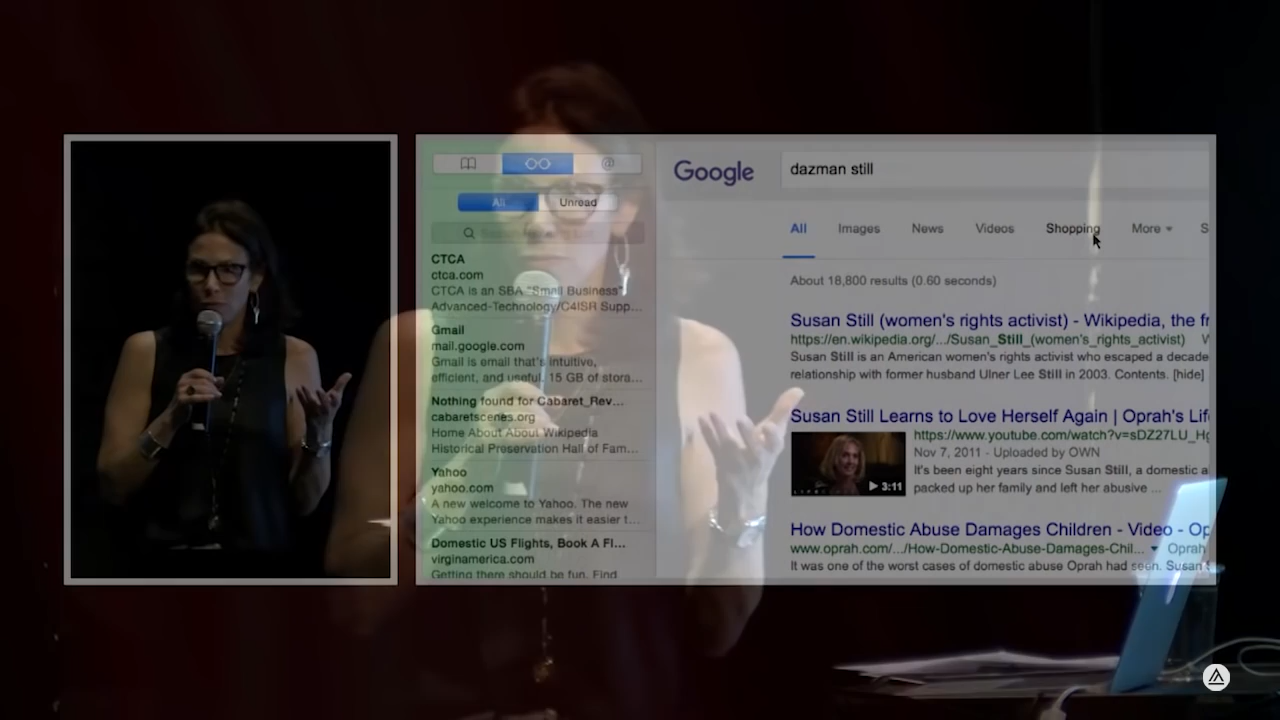 All
Unread
CTCA
ctca.com
CTCA is an SBA "Small Business"
Advanced-Technology/C4ISR Supp...
Gmail
mail.google.com
Gmail is email that's intuitive,
efficient, and useful. 15 GB of stora...
Nothing found for Cabaret_Rev...
cabaretscenes.org
Home About About Wikipedia
Historical Preservation Hall of Fam...
Yahoo
yahoo.com
A new welcome to Yahoo. The new
Yahoo experience makes it easier t...
Domestic US Flights, Book A Fl...
virginamerica.com
Getting there should be fun. Find
Google
dazman still
All Images News Videos Shopping More S
About 18,800 results (0.60 seconds)
Susan Still (women's rights activist) - Wikipedia, the fr
https://en.wikipedia.org/.../Susan_Still_(women's_rights_activist) W
Susan Still is an American women's rights activist who escaped a decade
relationship with former husband Ulner Lee Still in 2003. Contents. [hide]
Susan Still Learns to Love Herself Again | Oprah's Life
https://www.youtube.com/watch?v=sDZ27LU_Hg
Nov 7, 2011 - Uploaded by OWN
It's been eight years since Susan Still, a domestic a
packed up her family and left her abusive ...
3:11
How Domestic Abuse Damages Children - Video - Op
www.oprah.com/.../How-Domestic-Abuse-Damages-Chil... Oprah
It was one of the worst cases of domestic abuse Oprah had seen. Susan S